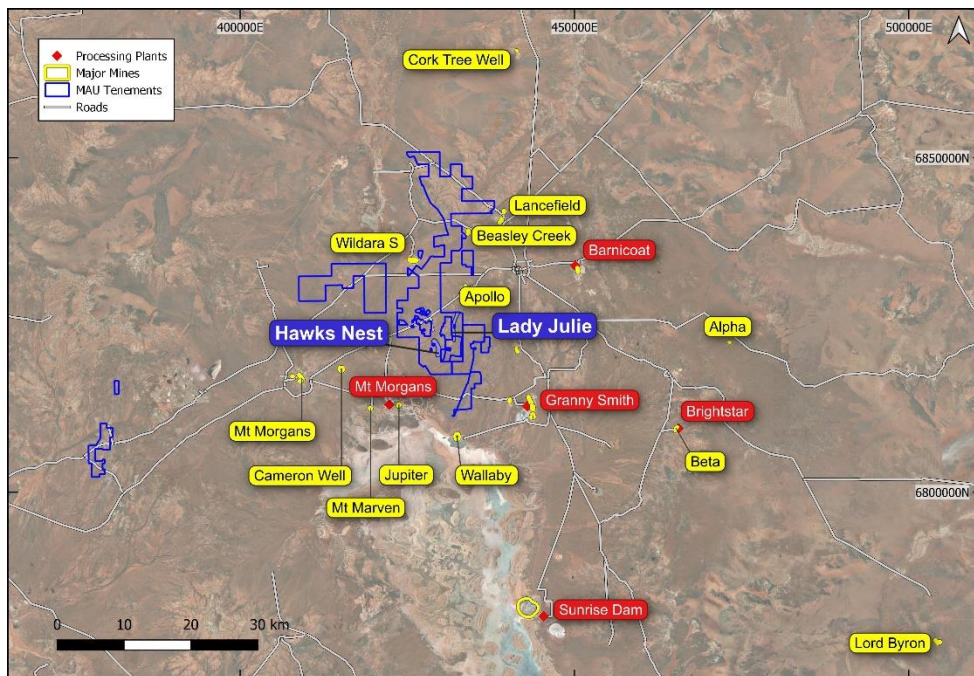 400000E
450000E
500000E
Processing Plants
Major Mines
MAU Tenements
Roads
Cork Tree Well
6850000N
Lancefield
Beasley Creek
Wildara S
Barnicoat
Apollo
Hawks Nest
Lady Julie
Alpha
Mt Morgans
Granny Smith
Brightstar
Mt Morgans
Cameron Well
Jupiter
Wallaby
Beta
Mt Marven
6800000N
Sunrise Dam
0 10 20 30 km
Lord Byron